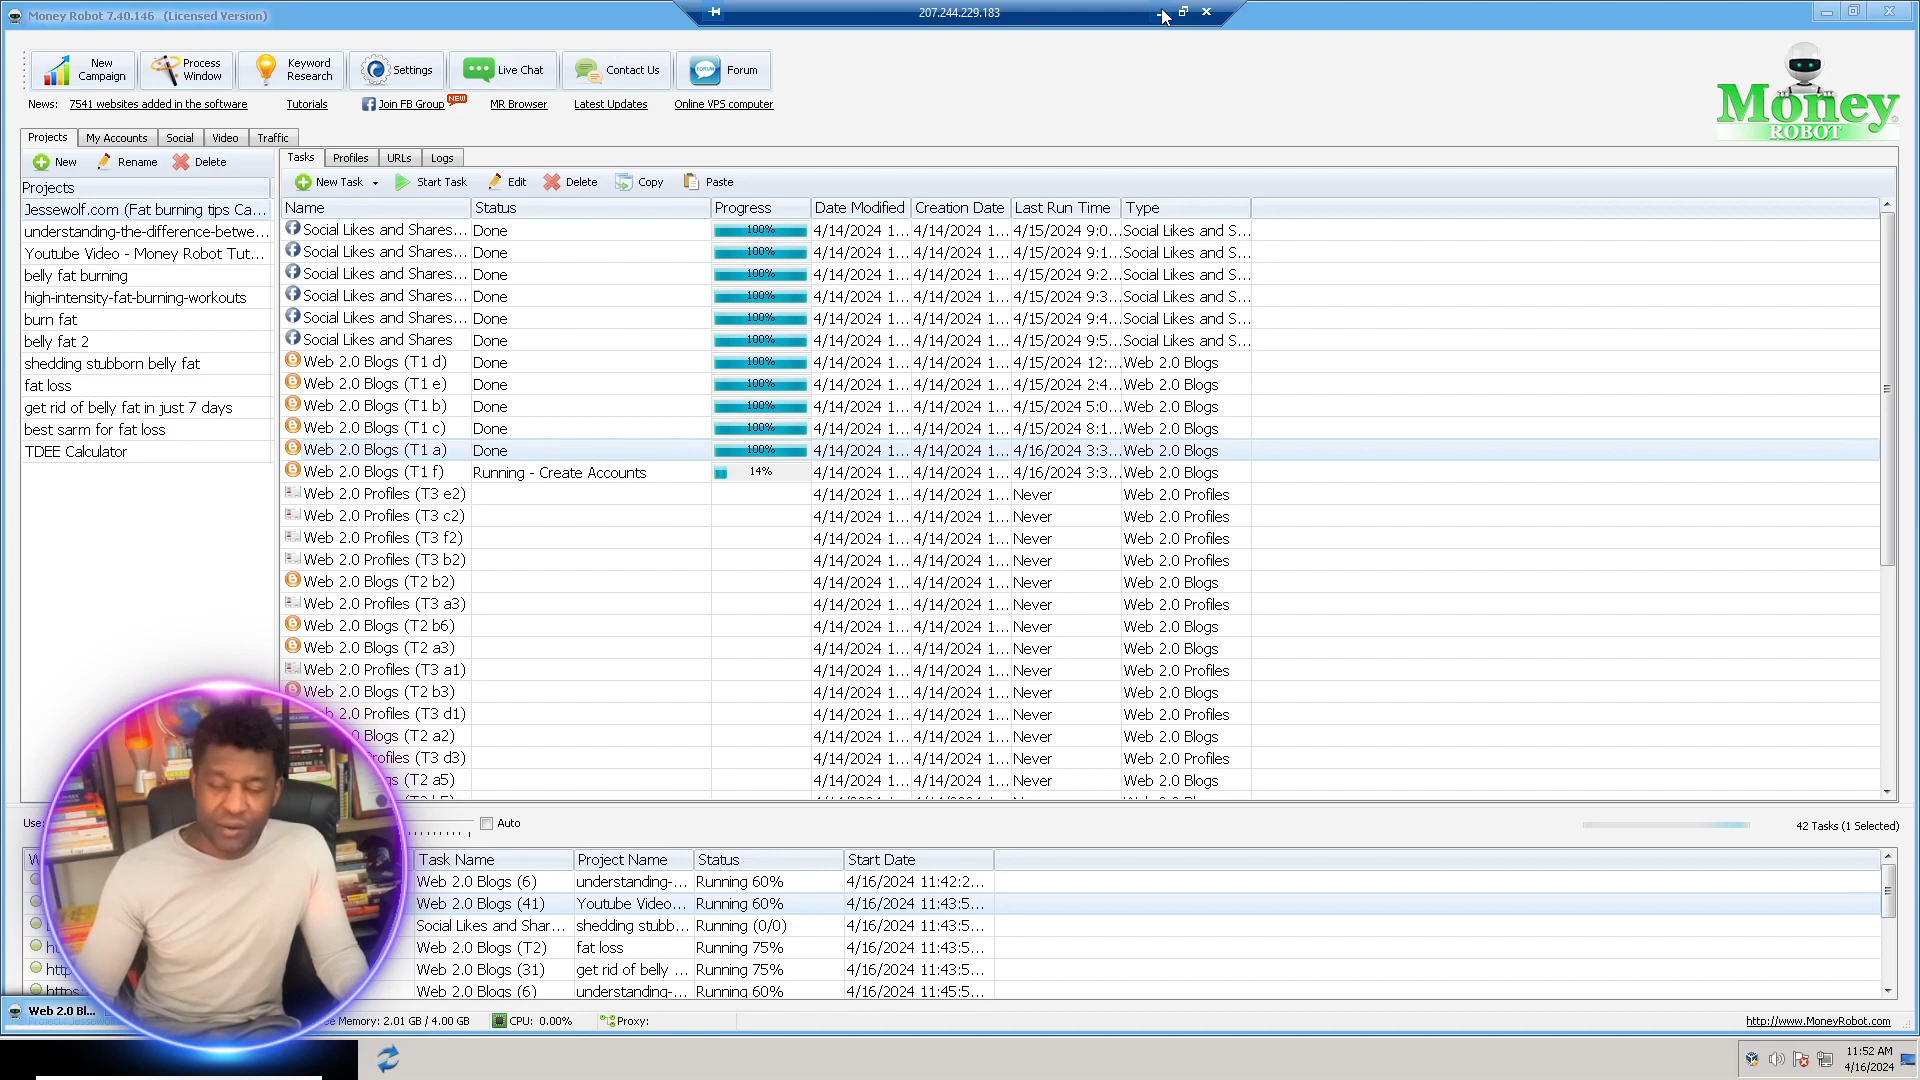 Money Robot 7.40.146   (Licensed Version)
207.244.229.183
New Campaign
Process Window
Keyword Research
Settings
Live Chat
Contact Us
FORUM
Forum
News:
7541 websites added in the software
Tutorials
Join FB Group
NEW
MR Browser
Latest Updates
Online VPS computer
Money
ROBOT
Projects
My Accounts
Social
Video
Traffic
New
Rename
Delete
Projects
Jessewolf.com (Fat burning tips Ca...
understanding-the-difference-betwe...
Youtube Video - Money Robot Tut...
belly fat burning
high-intensity-fat-burning-workouts
burn fat
belly fat 2
shedding stubborn belly fat
fat loss
get rid of belly fat in just 7 days
best sarm for fat loss
TDEE Calculator
Tasks
Profiles
URLs
Logs
New Task
Start Task
Edit
Delete
Copy
Paste
Name Status Progress Date Modified Creation Date Last Run Time Type
Social Likes and Shares... Done 100% 4/14/2024 1... 4/14/2024 1... 4/15/2024 9:0... Social Likes and S...
Social Likes and Shares... Done 100% 4/14/2024 1... 4/14/2024 1... 4/15/2024 9:1... Social Likes and S...
Social Likes and Shares... Done 100% 4/14/2024 1... 4/14/2024 1... 4/15/2024 9:2... Social Likes and S...
Social Likes and Shares... Done 100% 4/14/2024 1... 4/14/2024 1... 4/15/2024 9:3... Social Likes and S...
Social Likes and Shares... Done 100% 4/14/2024 1... 4/14/2024 1... 4/15/2024 9:4... Social Likes and S...
Social Likes and Shares Done 100% 4/14/2024 1... 4/14/2024 1... 4/15/2024 9:5... Social Likes and S...
Web 2.0 Blogs (T1 d) Done 100% 4/14/2024 1... 4/14/2024 1... 4/15/2024 12:... Web 2.0 Blogs
Web 2.0 Blogs (T1 e) Done 100% 4/14/2024 1... 4/14/2024 1... 4/15/2024 2:4... Web 2.0 Blogs
Web 2.0 Blogs (T1 b) Done 100% 4/14/2024 1... 4/14/2024 1... 4/15/2024 5:0... Web 2.0 Blogs
Web 2.0 Blogs (T1 c) Done 100% 4/14/2024 1... 4/14/2024 1... 4/15/2024 8:1... Web 2.0 Blogs
Web 2.0 Blogs (T1 a) Done 100% 4/14/2024 1... 4/14/2024 1... 4/16/2024 3:3... Web 2.0 Blogs
Web 2.0 Blogs (T1 f) Running - Create Accounts 14% 4/14/2024 1... 4/14/2024 1... 4/16/2024 3:3... Web 2.0 Blogs
Web 2.0 Profiles (T3 e2) 4/14/2024 1... 4/14/2024 1... Never Web 2.0 Profiles
Web 2.0 Profiles (T3 c2) 4/14/2024 1... 4/14/2024 1... Never Web 2.0 Profiles
Web 2.0 Profiles (T3 f2) 4/14/2024 1... 4/14/2024 1... Never Web 2.0 Profiles
Web 2.0 Profiles (T3 b2) 4/14/2024 1... 4/14/2024 1... Never Web 2.0 Profiles
Web 2.0 Blogs (T2 b2) 4/14/2024 1... 4/14/2024 1... Never Web 2.0 Blogs
Web 2.0 Profiles (T3 a3) 4/14/2024 1... 4/14/2024 1... Never Web 2.0 Profiles
Web 2.0 Blogs (T2 b6) 4/14/2024 1... 4/14/2024 1... Never Web 2.0 Blogs
Web 2.0 Blogs (T2 a3) 4/14/2024 1... 4/14/2024 1... Never Web 2.0 Blogs
Web 2.0 Profiles (T3 a1) 4/14/2024 1... 4/14/2024 1... Never Web 2.0 Profiles
Web 2.0 Blogs (T2 b3) 4/14/2024 1... 4/14/2024 1... Never Web 2.0 Blogs
2.0 Profiles (T3 d1) 4/14/2024 1... 4/14/2024 1... Never Web 2.0 Profiles
0 Blogs (T2 a2) 4/14/2024 1... 4/14/2024 1... Never Web 2.0 Blogs
ofiles (T3 d3) 4/14/2024 1... 4/14/2024 1... Never Web 2.0 Profiles
gs (T2 a5) 4/14/2024 1... 4/14/2024 1... Never Web 2.0 Blogs
Use:
Auto
42 Tasks (1 Selected)
W Task Name Project Name Status Start Date
Web 2.0 Blogs (6) understanding-... Running 60% 4/16/2024 11:42:2...
Web 2.0 Blogs (41) Youtube Video... Running 60% 4/16/2024 11:43:5...
Social Likes and Shar... shedding stubb... Running (0/0) 4/16/2024 11:43:5...
ht Web 2.0 Blogs (T2) fat loss Running 75% 4/16/2024 11:43:5...
http Web 2.0 Blogs (31) get rid of belly ... Running 75% 4/16/2024 11:43:5...
https: Web 2.0 Blogs (6) understanding-... Running 60% 4/16/2024 11:45:5...
Web 2.0 Bl...
e Memory: 2.01 GB / 4.00 GB
CPU: 0.00%
Proxy:
http://www.MoneyRobot.com
11:52 AM
4/16/2024